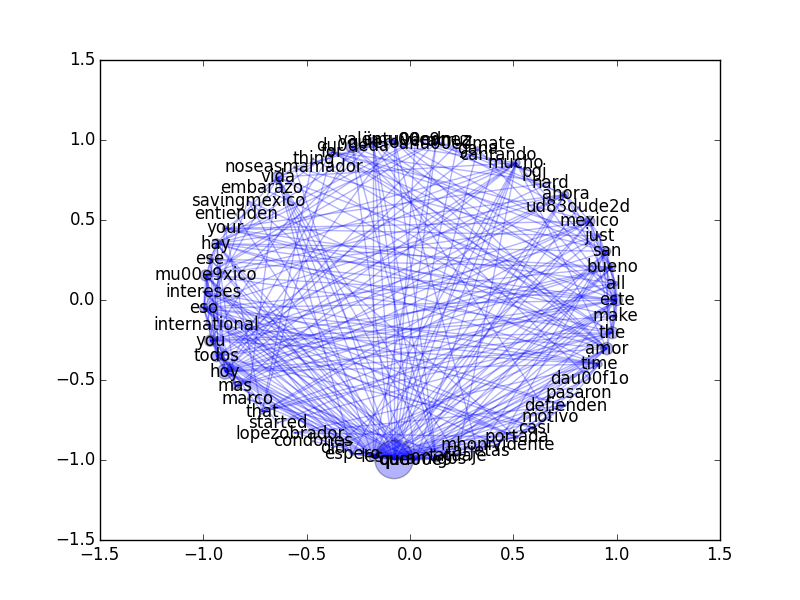 1.5
1.0
0.5
0.0
−0.5
−1.0
−1.5
−1.5
−1.0
−0.5
0.0
0.5
1.0
1.5
thing
noseasmamador
vida
embarazo
savingmexico
entienden
your
hay
ese
mu00e9xico
intereses
eso
international
you
todos
hoy
mas
marco
that
started
lopezobrador
condones
espero
cantando
mucho
pgj
hard
ahora
ud83dude2d
mexico
just
san
bueno
all
este
make
the
amor
time
dau00f1o
pasaron
defienden
motivo
casi
portada
mhonividente